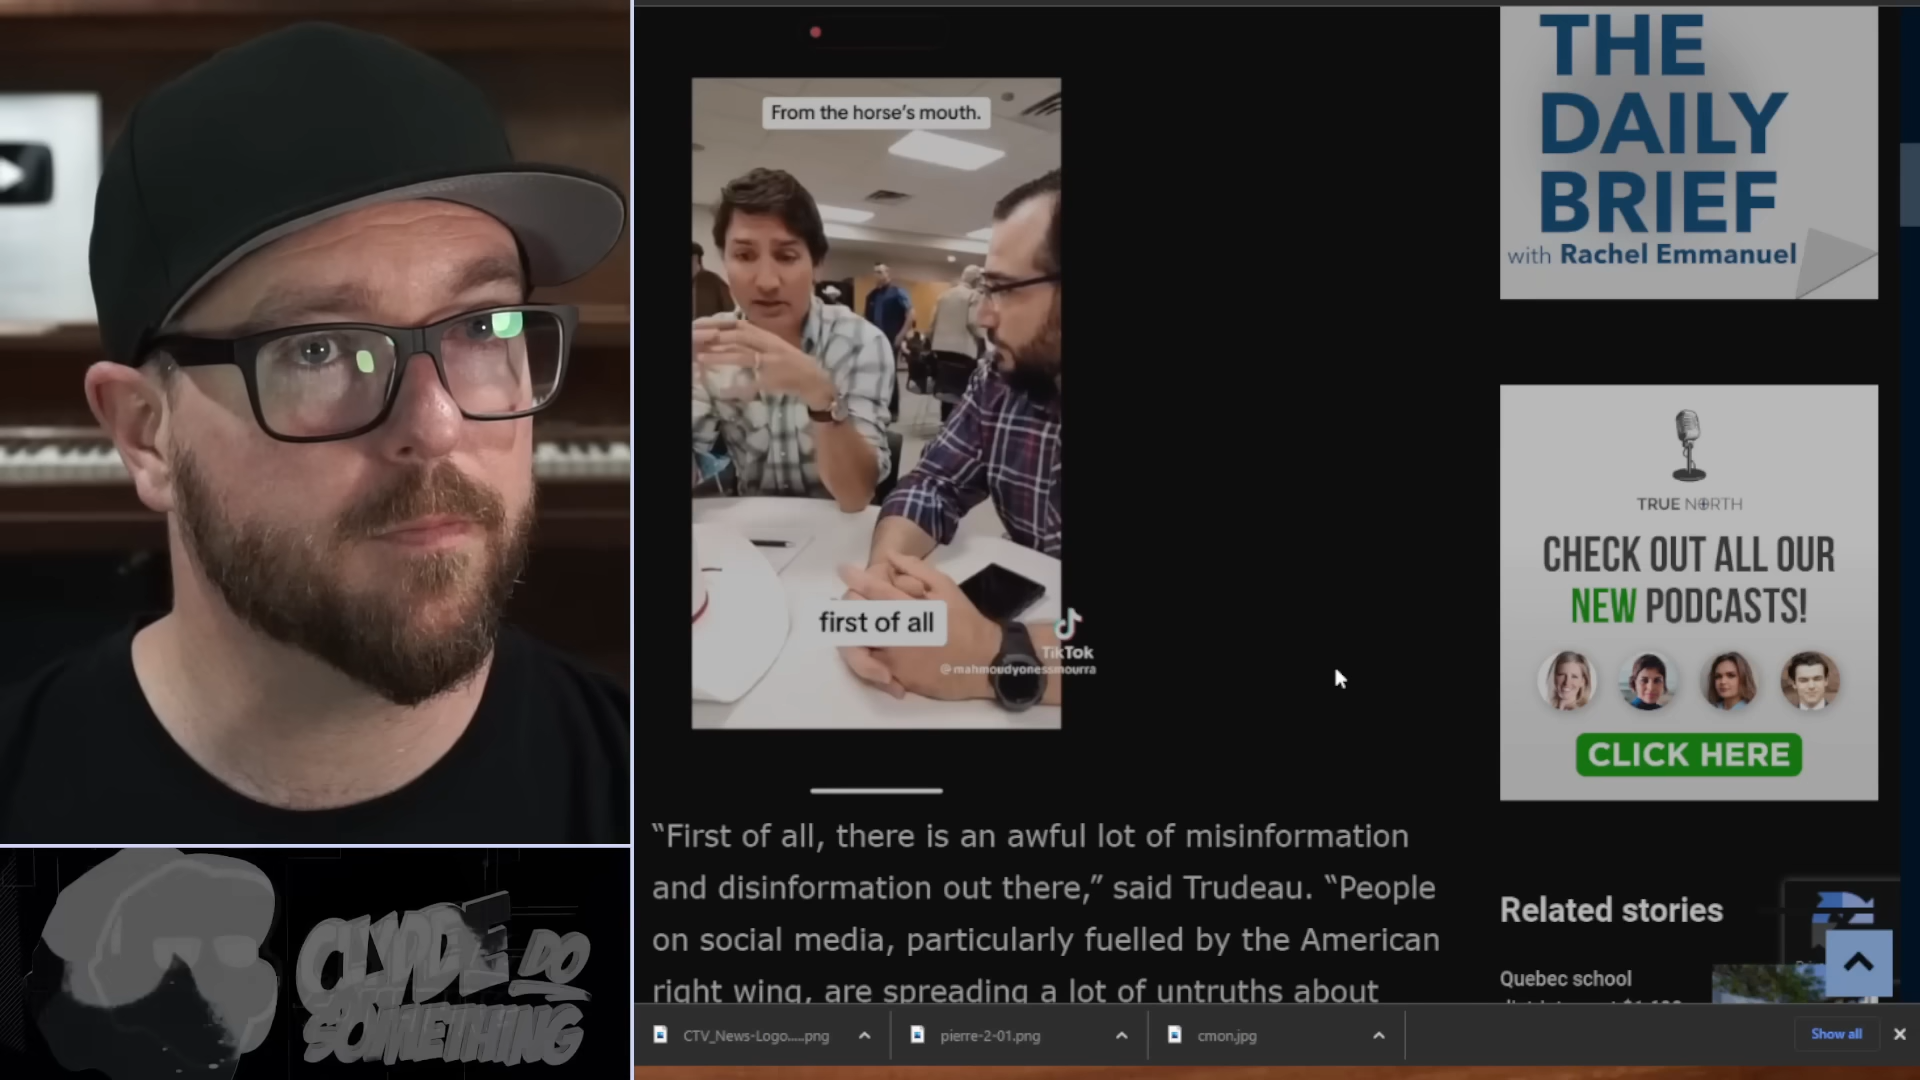 From the horse's mouth.
first of all
TikTok
@mahmoudyonessmourra
“First of all, there is an awful lot of misinformation
and disinformation out there,” said Trudeau. “People
on social media, particularly fuelled by the American
right wing, are spreading a lot of untruths about
THE
DAILY
BRIEF
with Rachel Emmanuel
TRUE NORTH
CHECK OUT ALL OUR
NEW PODCASTS!
CLICK HERE
Related stories
Quebec school
CLYDE DO
SOMETHING
CTV_News-Logo.....png
pierre-2-01.png
cmon.jpg
Show all